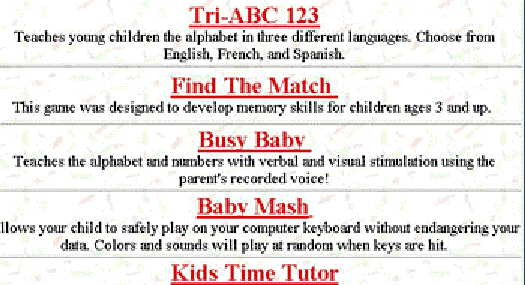 Tri-ABC 123
Teaches young children the alphabet in three different languages. Choose from
English, French, and Spanish.
Find The Match
This game was designed to develop memory skills for children ages 3 and up.
Busy Baby
Teaches the alphabet and numbers with verbal and visual stimulation using the
parent's recorded voice!
Baby Mash
llows your child to safely play on your computer keyboard without endangering your
data. Colors and sounds will play at random when keys are hit.
Kids Time Tutor